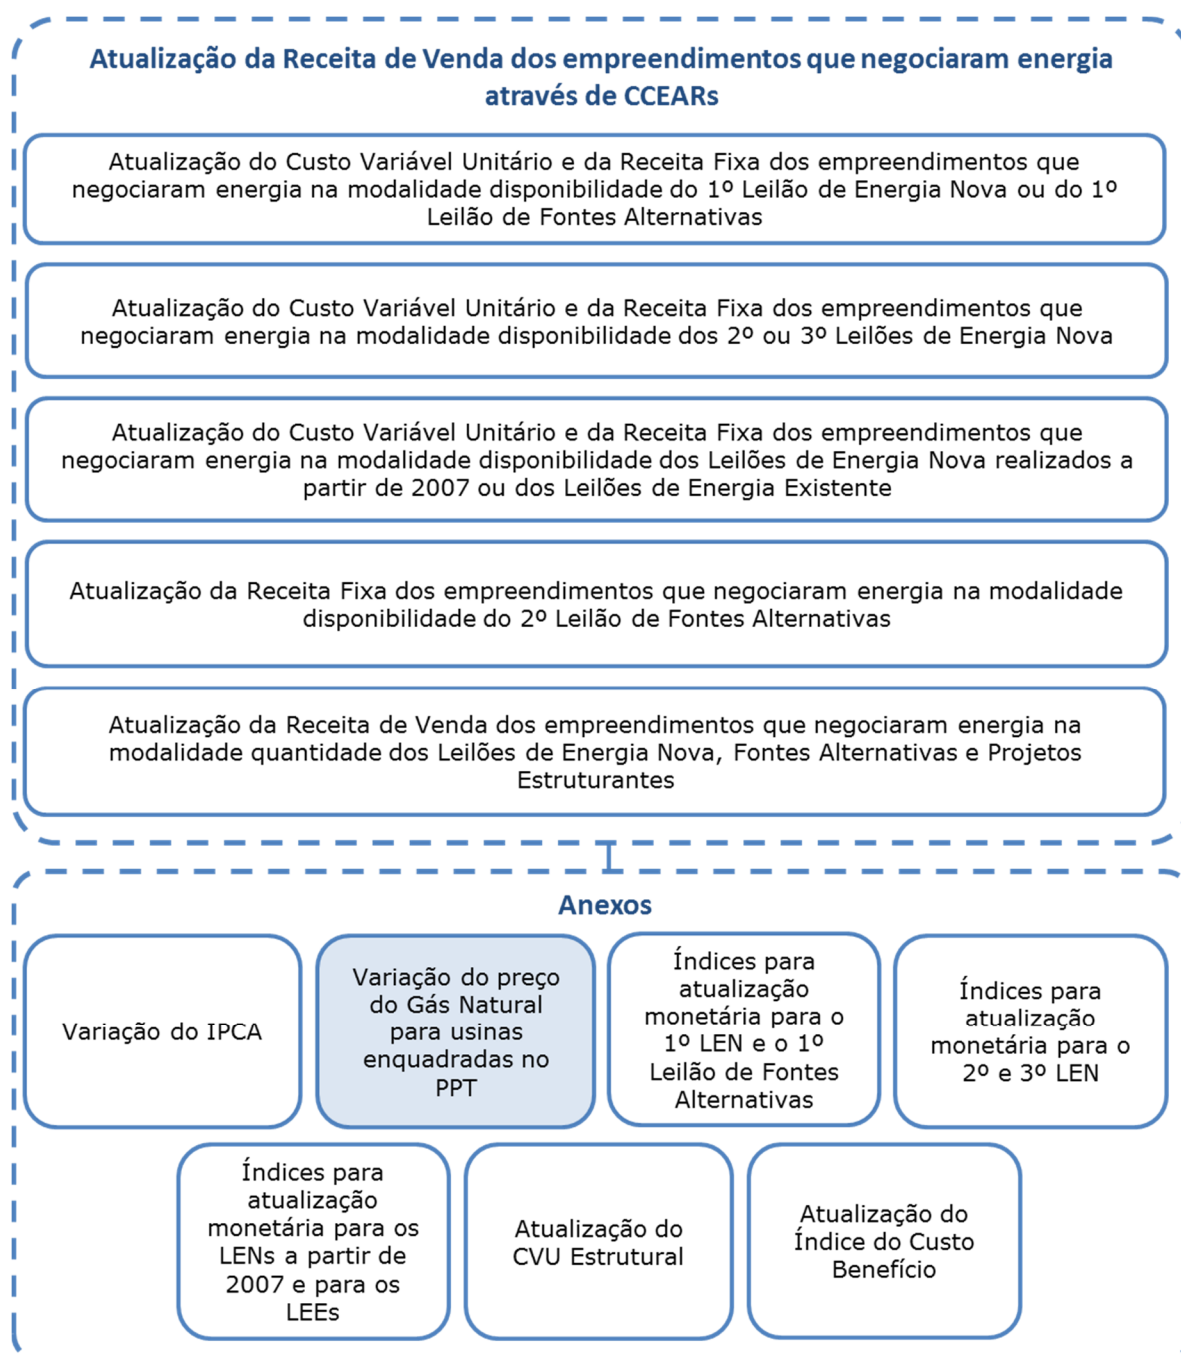 Atualização da Receita de Venda dos empreendimentos que negociaram energia
através de CCEARs
Atualização do Custo Variável Unitário e da Receita Fixa dos empreendimentos que
negociaram energia na modalidade disponibilidade do 1º Leilão de Energia Nova ou do 1º
Leilão de Fontes Alternativas
Atualização do Custo Variável Unitário e da Receita Fixa dos empreendimentos que
negociaram energia na modalidade disponibilidade dos 2º ou 3º Leilões de Energia Nova
Atualização do Custo Variável Unitário e da Receita Fixa dos empreendimentos que
negociaram energia na modalidade disponibilidade dos Leilões de Energia Nova realizados a
partir de 2007 ou dos Leilões de Energia Existente
Atualização da Receita Fixa dos empreendimentos que negociaram energia na modalidade
disponibilidade do 2º Leilão de Fontes Alternativas
Atualização da Receita de Venda dos empreendimentos que negociaram energia na
modalidade quantidade dos Leilões de Energia Nova, Fontes Alternativas e Projetos
Estruturantes
Anexos
Variação do IPCA
Variação do preço
do Gás Natural
para usinas
enquadradas no
PPT
Índices para
atualização
monetária para o
1º LEN e o 1º
Leilão de Fontes
Alternativas
Índices para
atualização
monetária para o
2º e 3º LEN
Índices para
atualização
monetária para os
LENs a partir de
2007 e para os
LEEs
Atualização do
CVU Estrutural
Atualização do
Índice do Custo
Benefício